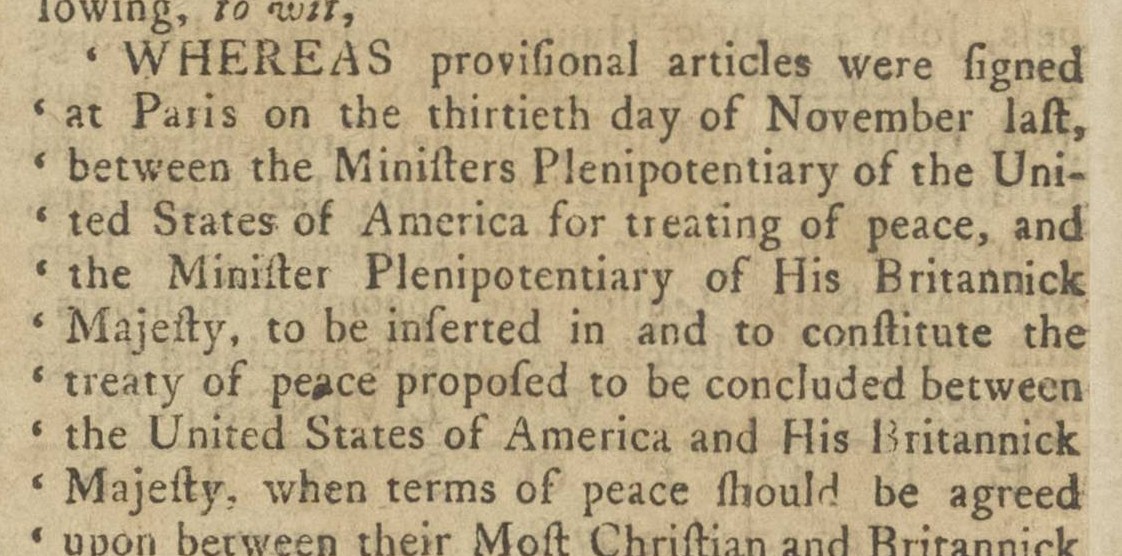 lowing, to wit,
‘ WHEREAS proviſional articles were ſigned
‘ at Paris on the thirtieth day of November laſt,
‘ between the Miniſters Plenipotentiary of the Uni-
‘ ted States of America for treating of peace, and
‘ the Miniſter Plenipotentiary of His Britannick
‘ Majeſty, to be inſerted in and to conſtitute the
‘ treaty of peace propoſed to be concluded between
‘ the United States of America and His Britannick
‘ Majeſty, when terms of peace ſhould be agreed
‘ upon between their Moſt Chriſtian and Britannick